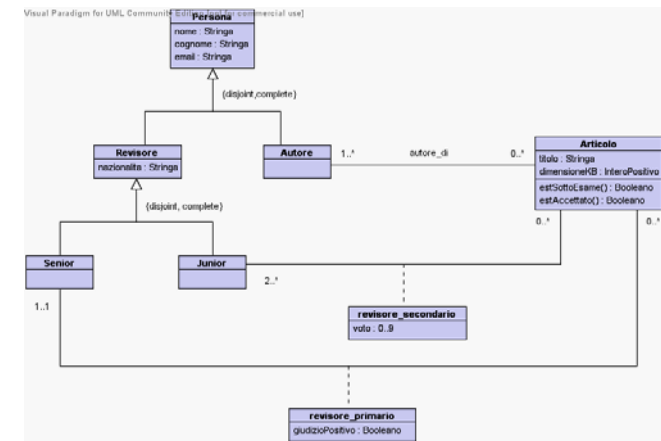 Visual Paradigm for UML Community Edition [not for commercial use]
Persona
nome : Stringa
cognome : Stringa
email : Stringa
{disjoint,complete}
Revisore
nazionalita : Stringa
Autore
1..*
autore_di
0..*
Articolo
titolo : Stringa
dimensioneKB : InteroPositivo
estSottoEsame() : Booleano
estAccettato() : Booleano
{disjoint, complete}
0..*
0..*
Senior
Junior
2..*
1..1
revisore_secondario
voto : 0..9
revisore_primario
giudizioPositivo : Booleano